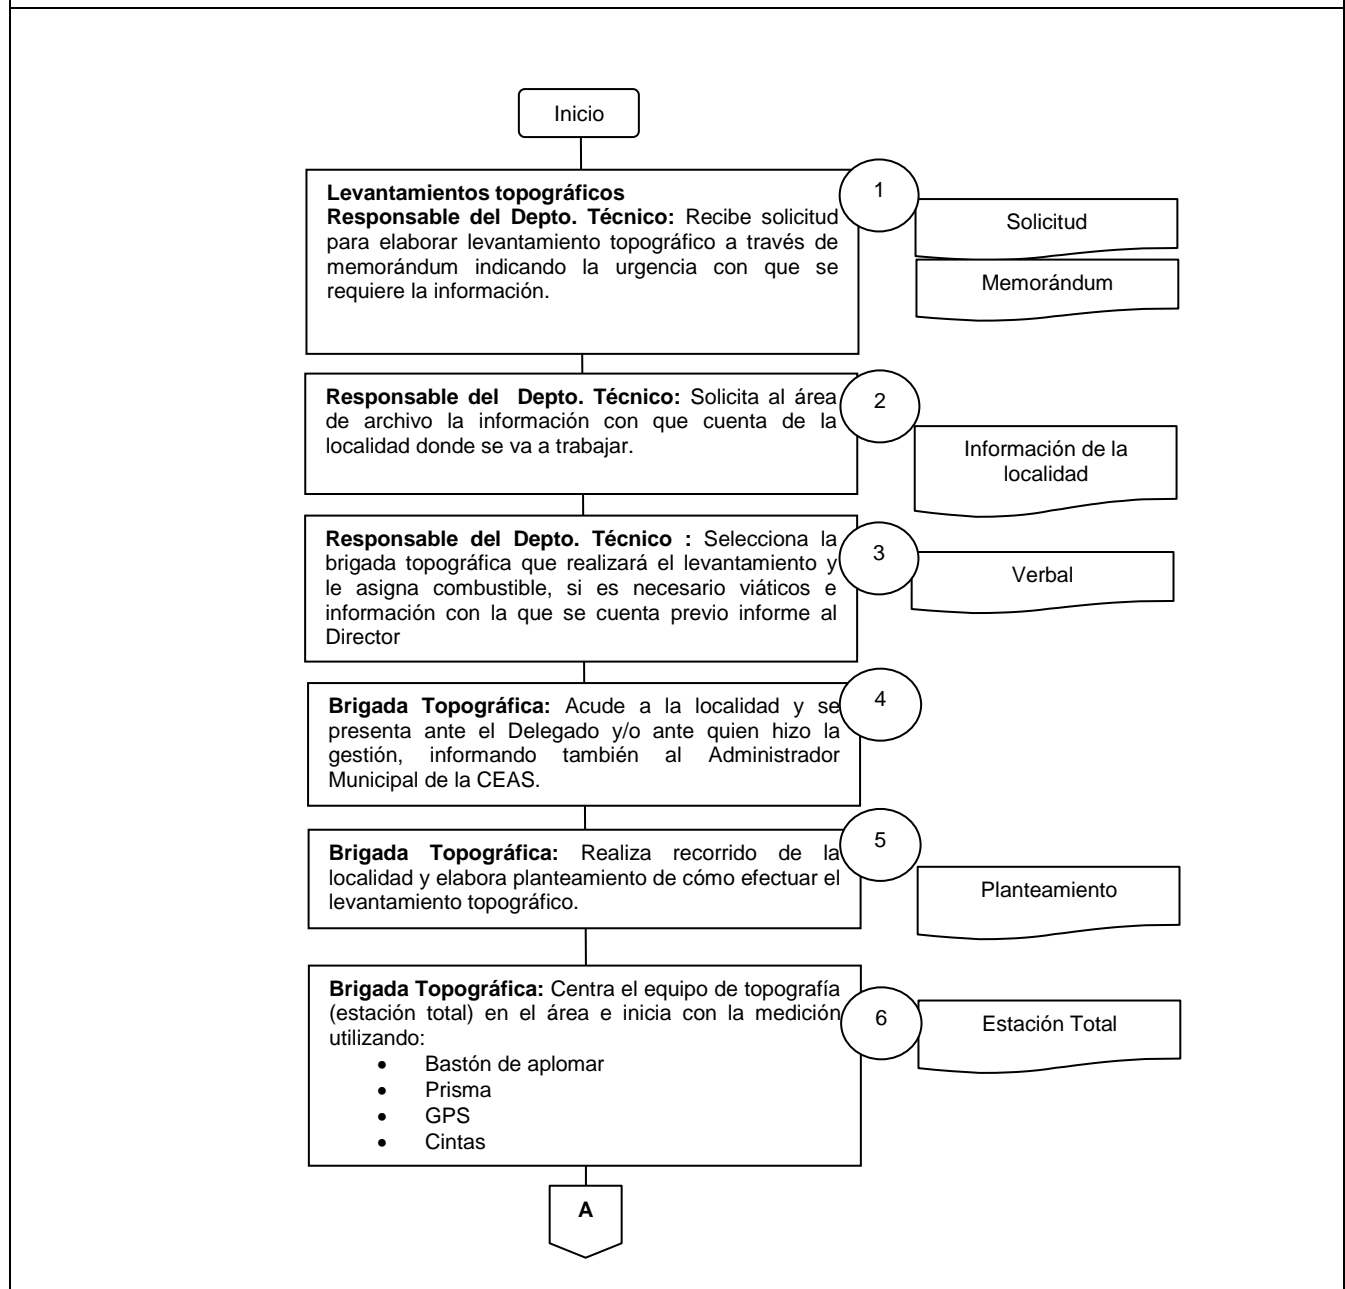 Inicio
Levantamientos topográficos
Responsable del Depto. Técnico: Recibe solicitud
para elaborar levantamiento topográfico a través de
memorándum indicando la urgencia con que se
requiere la información.
1
Solicitud
Memorándum
Responsable del Depto. Técnico: Solicita al área
de archivo la información con que cuenta de la
localidad donde se va a trabajar.
2
Información de la
localidad
Responsable del Depto. Técnico : Selecciona la
brigada topográfica que realizará el levantamiento y
le asigna combustible, si es necesario viáticos e
información con la que se cuenta previo informe al
Director
3
Verbal
Brigada Topográfica: Acude a la localidad y se
presenta ante el Delegado y/o ante quien hizo la
gestión, informando también al Administrador
Municipal de la CEAS.
4
Brigada Topográfica: Realiza recorrido de la
localidad y elabora planteamiento de cómo efectuar el
levantamiento topográfico.
5
Planteamiento
Brigada Topográfica: Centra el equipo de topografía
(estación total) en el área e inicia con la medición
utilizando:
• Bastón de aplomar
• Prisma
• GPS
• Cintas
6
Estación Total
A